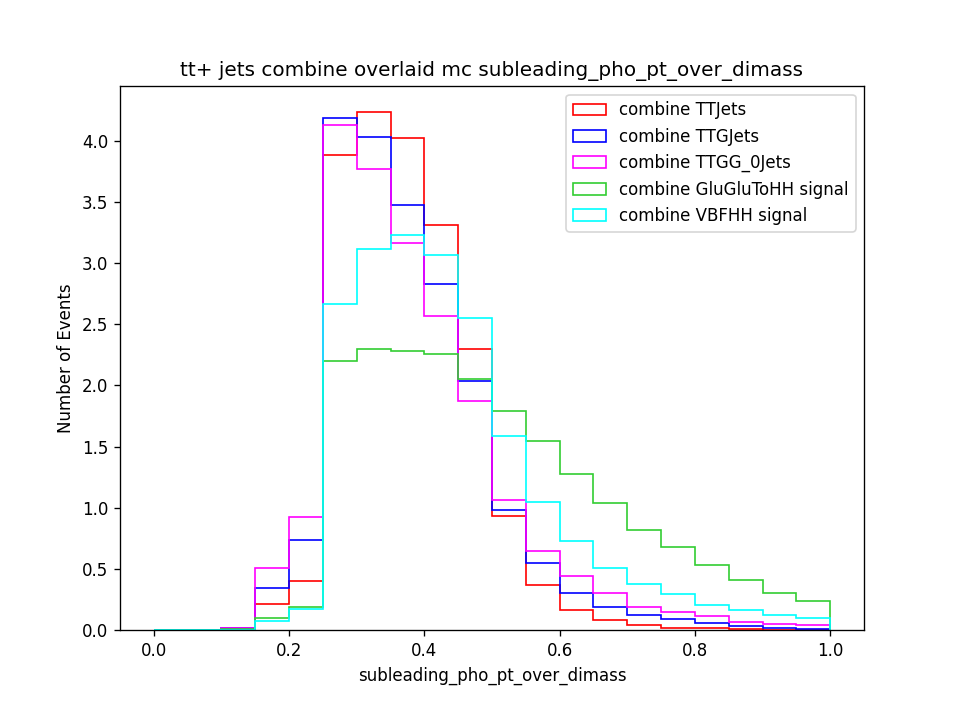 tt+ jets combine overlaid mc subleading_pho_pt_over_dimass
combine TTJets
combine TTGJets
combine TTGG_0Jets
combine GluGluToHH signal
combine VBFHH signal
Number of Events
4.0
3.5
3.0
2.5
2.0
1.5
1.0
0.5
0.0
0.0 0.2 0.4 0.6 0.8 1.0
subleading_pho_pt_over_dimass